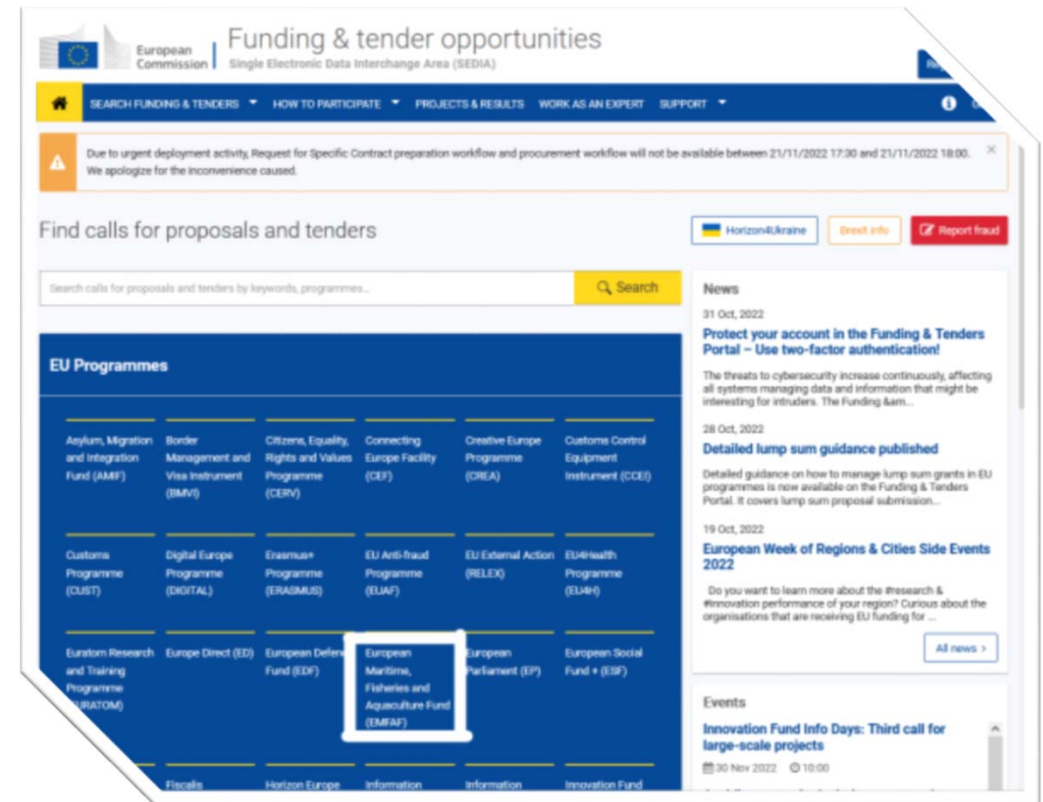 European
Commission
Funding & tender opportunities
Single Electronic Data Interchange Area (SEDIA)
SEARCH FUNDING & TENDERS HOW TO PARTICIPATE PROJECTS & RESULTS WORK AS AN EXPERT SUPPORT
Due to urgent deployment activity, Request for Specific Contract preparation workflow and procurement workflow will not be available between 21/11/2022 17:30 and 21/11/2022 18:00.
We apologize for the inconvenience caused.
Find calls for proposals and tenders
Horizon4Ukraine
Brexit info
Report fraud
Search calls for proposals and tenders by keywords, programmes...
Search
EU Programmes
Asylum, Migration
and Integration
Fund (AMIF)
Border
Management and
Visa Instrument
(BMVI)
Citizens, Equality,
Rights and Values
Programme
(CERV)
Connecting
Europe Facility
(CEF)
Creative Europe
Programme
(CREA)
Customs Control
Equipment
Instrument (CCEI)
Customs
Programme
(CUST)
Digital Europe
Programme
(DIGITAL)
Erasmus+
Programme
(ERASMUS)
EU Anti-fraud
Programme
(EUAF)
EU External Action
(RELEX)
EU4Health
Programme
(EU4H)
Euratom Research
and Training
Programme
Europe Direct (ED)
European
Fund (EDF)
European
Maritime,
Fisheries and
Aquaculture Fund
(EMFAF)
European
Parliament (EP)
European Social
Fund + (ESF)
Fiscalis
Horizon Europe
Information
Information
Innovation Fund
News
31 Oct, 2022
Protect your account in the Funding & Tenders
Portal – Use two-factor authentication!
The threats to cybersecurity increase continuously, affecting
all systems managing data and information that might be
interesting for intruders. The Funding &am...
28 Oct, 2022
Detailed lump sum guidance published
Detailed guidance on how to manage lump sum grants in EU
programmes is now available on the Funding & Tenders
Portal. It covers lump sum proposal submission...
19 Oct, 2022
European Week of Regions & Cities Side Events
2022
Do you want to learn more about the #research &
#innovation performance of your region? Curious about the
organisations that are receiving EU funding for ...
All news >
Events
Innovation Fund Info Days: Third call for
large-scale projects
30 Nov 2022 10:00